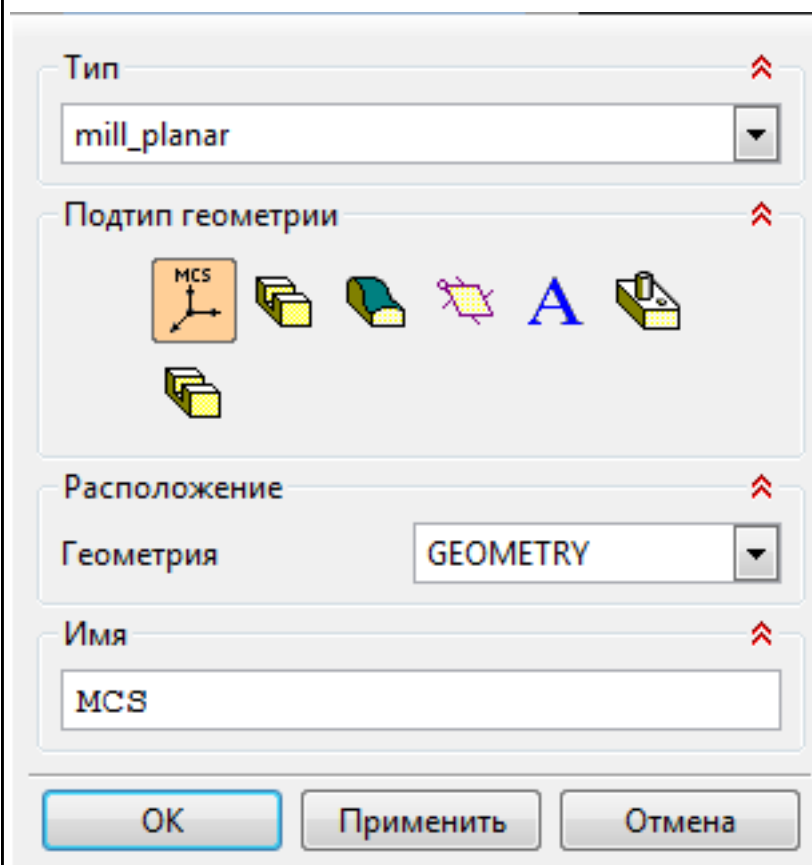 Тип
mill_planar
Подтип геометрии
MCS
A
Расположение
Геометрия GEOMETRY
Имя
MCS
OK Применить Отмена